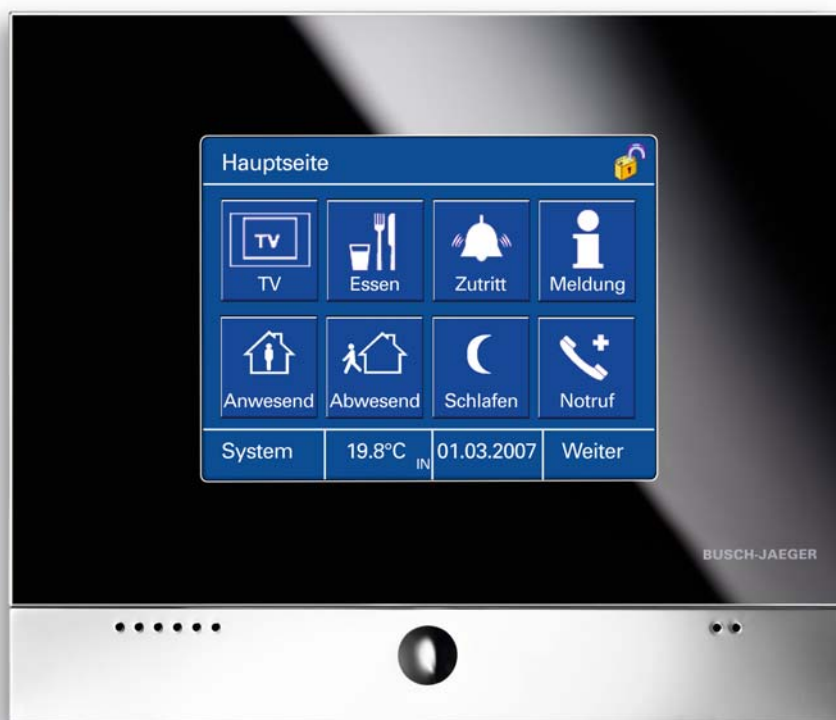 Hauptseite
TV
TV Essen Zutritt Meldung
Anwesend Abwesend Schlafen Notruf
System 19.8°C IN 01.03.2007 Weiter
BUSCH-JAEGER